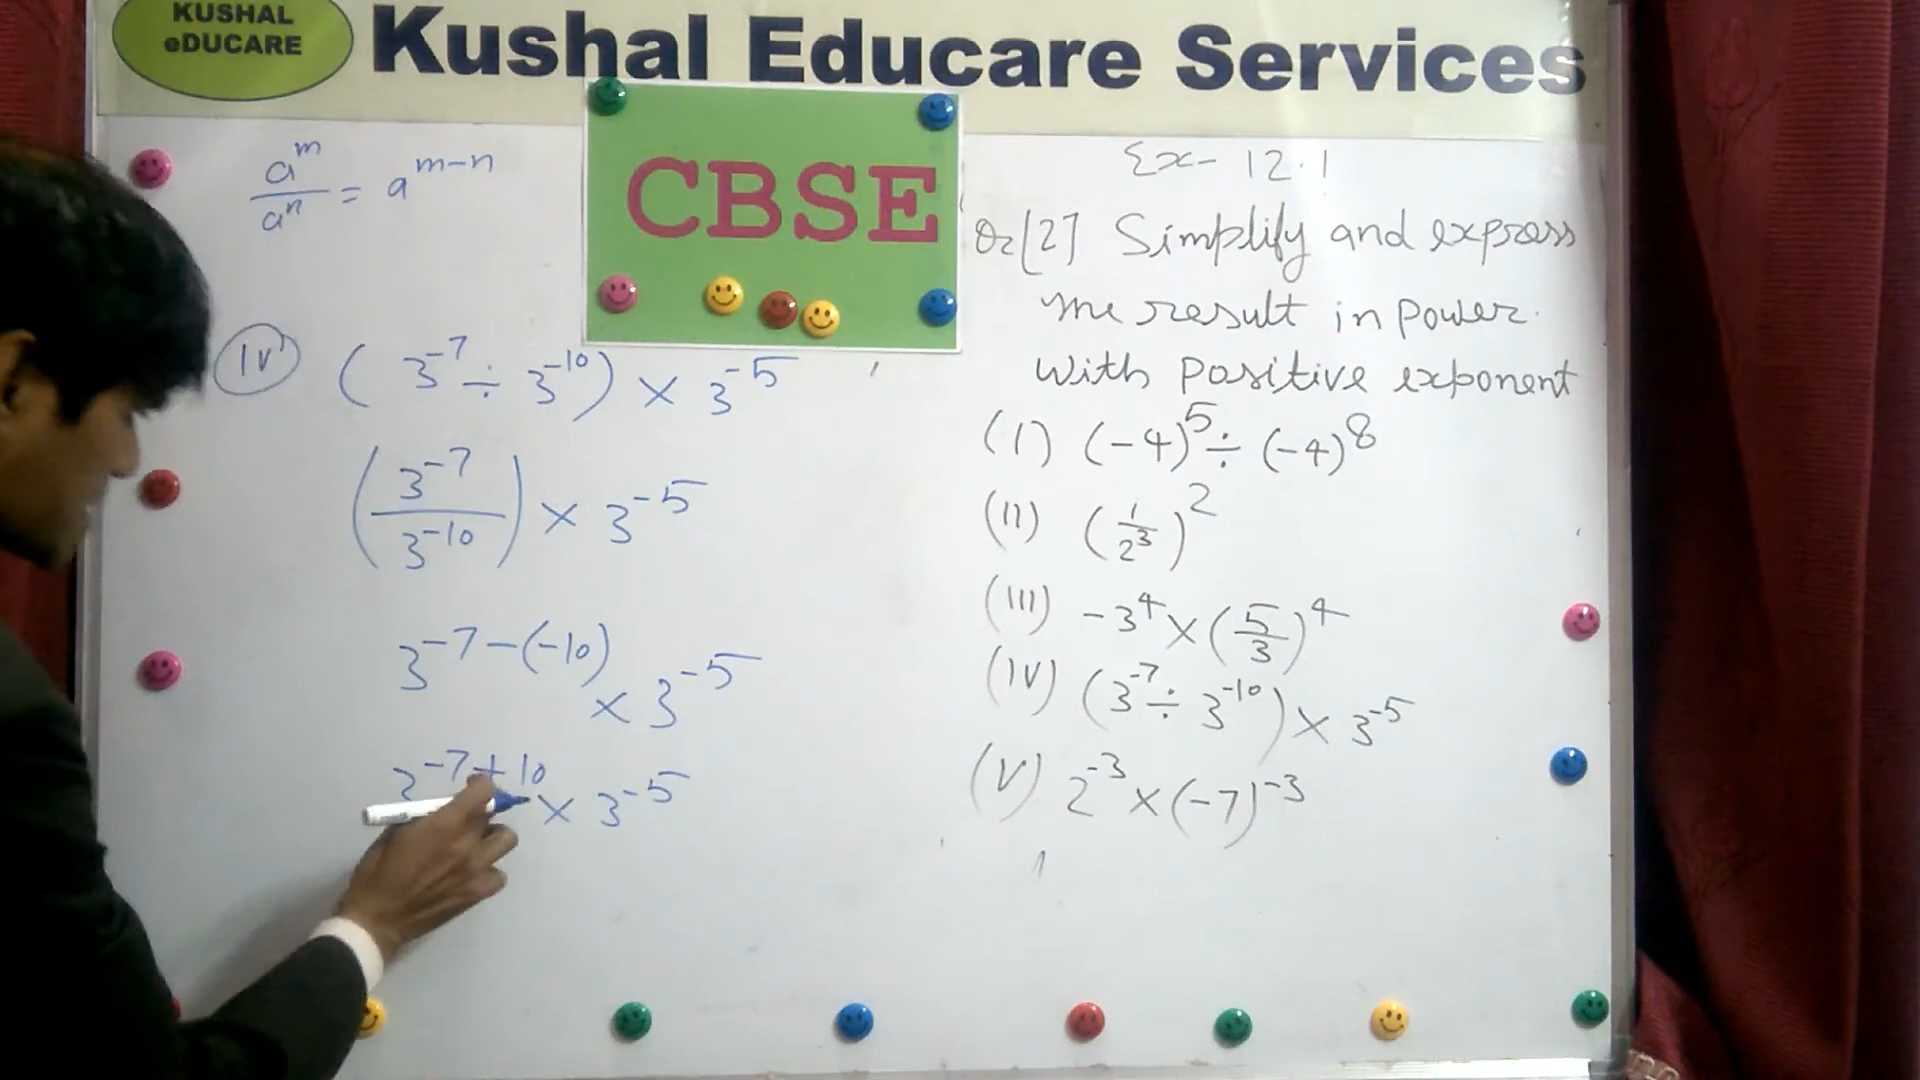 KUSHAL
eDUCARE
Kushal Educare Services
CBSE
a^m/a^n = a^(m-n)
(iv) (3^-7 ÷ 3^-10) × 3^-5
(3^-7/3^-10) × 3^-5
3^(-7-(-10)) × 3^-5
3^(-7+10) × 3^-5
Ex- 12.1
Q2[2] Simplify and express
the result in power
with positive exponent
(I) (-4)^5 ÷ (-4)^8
(II) (1/2^3)^2
(III) -3^4 × (5/3)^4
(IV) (3^-7 ÷ 3^-10) × 3^-5
(V) 2^-3 × (-7)^-3